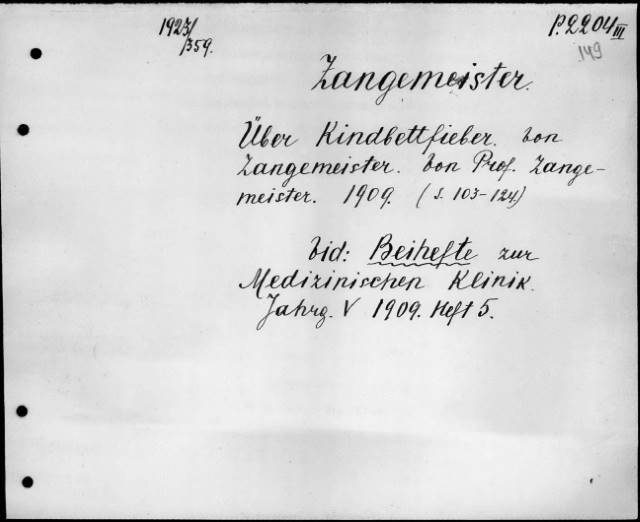 1923/
/359.
P.2204 III
149
Zangemeister.
Über Kindbettfieber. Von
Zangemeister. Von Prof. Zange-
meister. 1909. (S. 103-124)
Vid: Beihefte zur
Medizinischen Klinik.
Jahrg. V 1909. Heft 5.